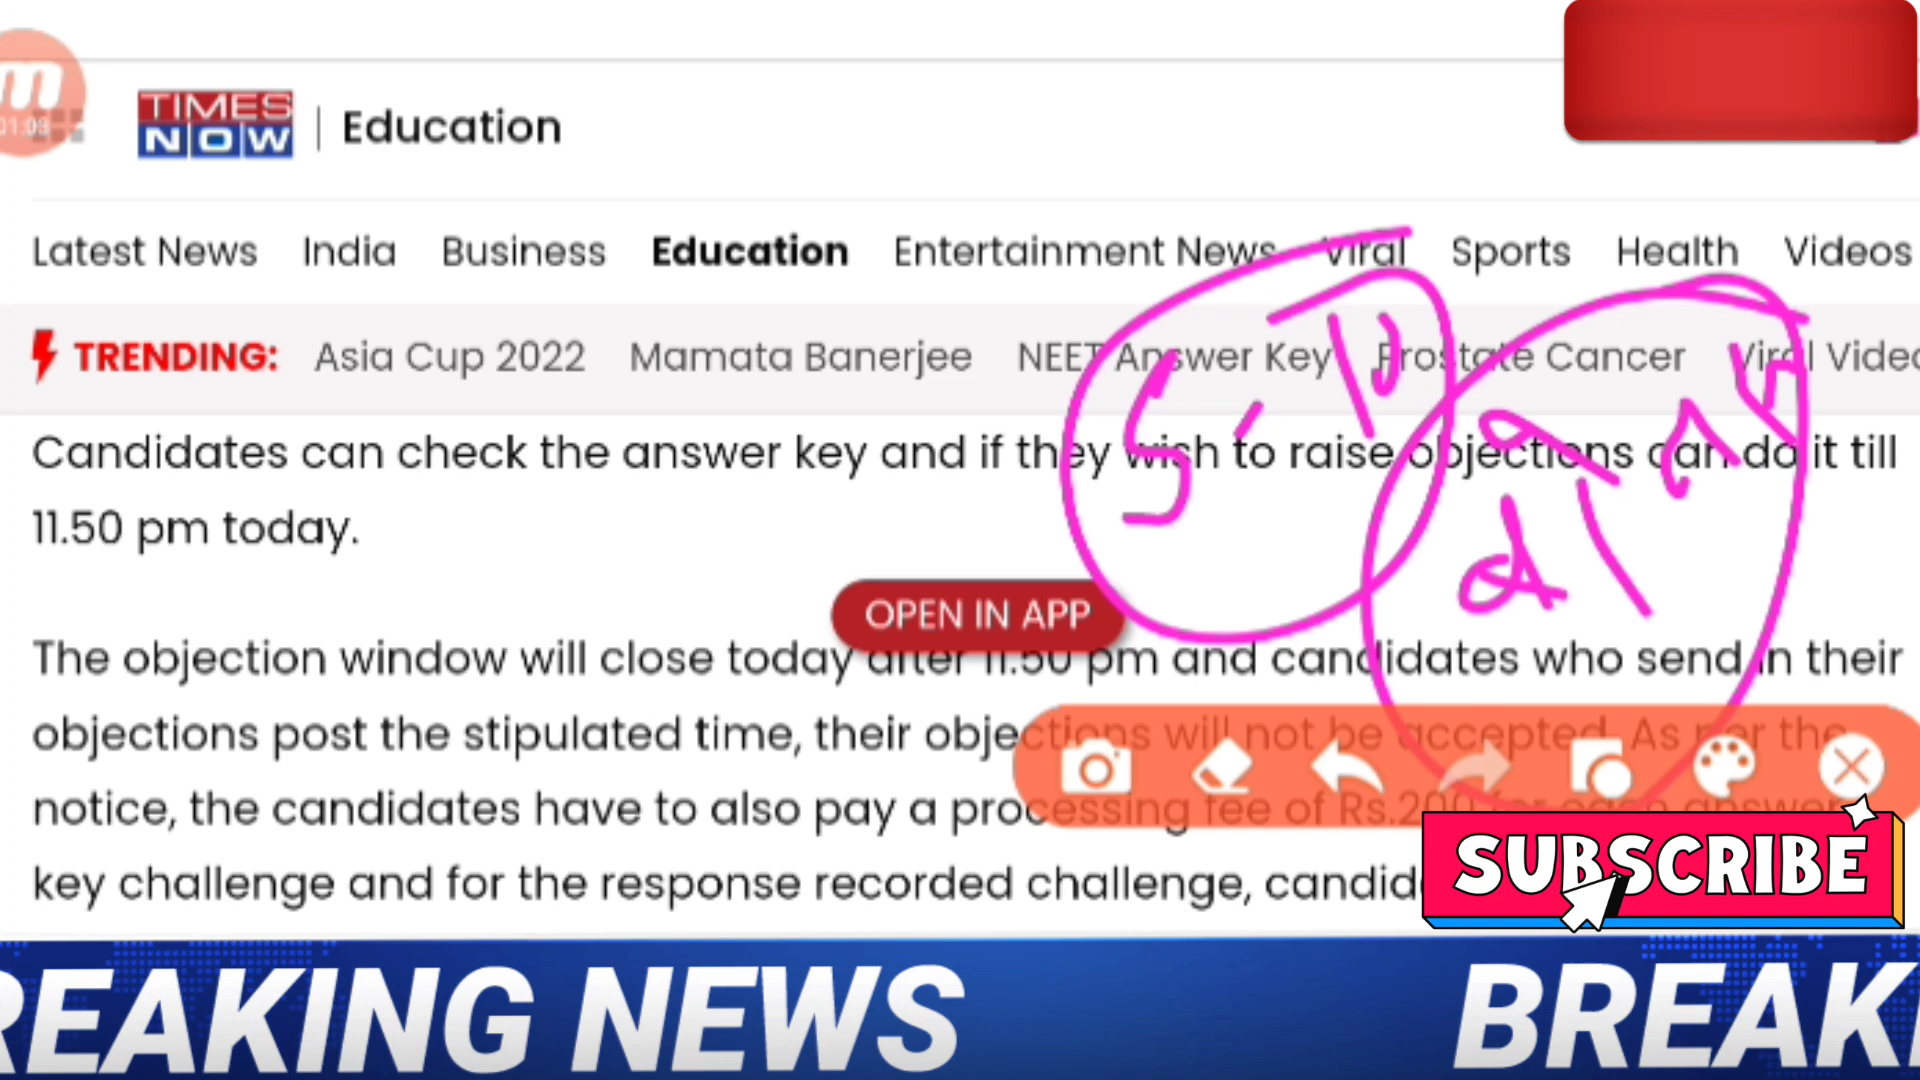 01:08
TIMES NOW | Education
Latest News India Business Education Entertainment News Viral Sports Health Videos
TRENDING: Asia Cup 2022 Mamata Banerjee NEET Answer Key Prostate Cancer Viral Video
Candidates can check the answer key and if they wish to raise objections can do it till
11.50 pm today.
OPEN IN APP
The objection window will close today after 11.50 pm and candidates who send in their
objections post the stipulated time, their objections will not be accepted. As per the
notice, the candidates have to also pay a processing fee of Rs.200 for each answer
key challenge and for the response recorded challenge,
SUBSCRIBE
REAKING NEWS BREAK